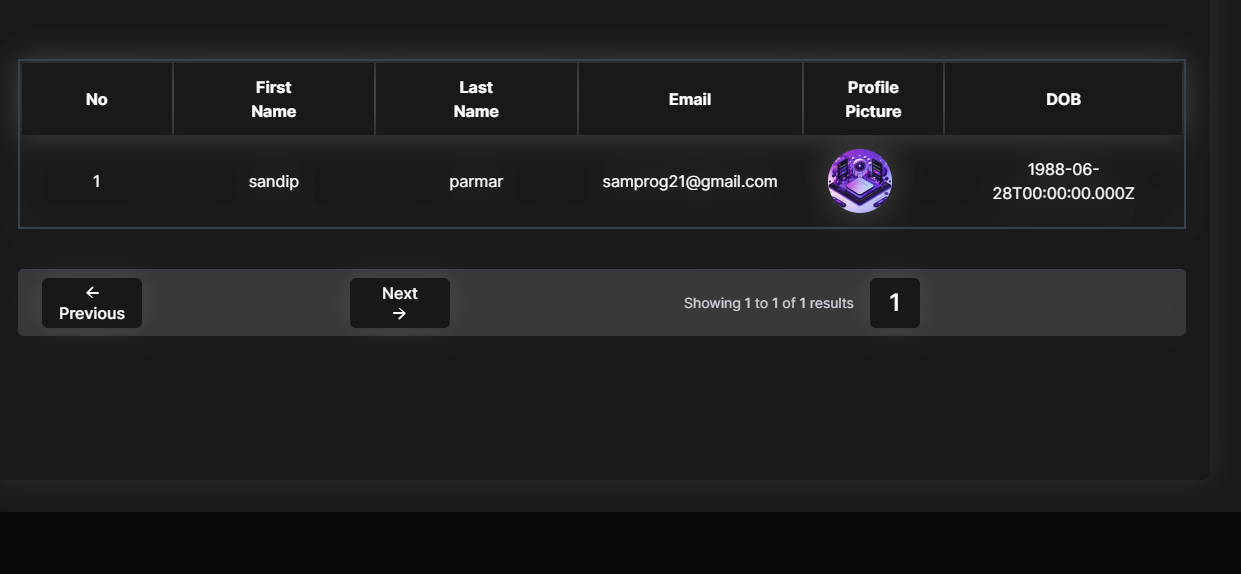 No
First
Name
Last
Name
Email
Profile
Picture
DOB
1
sandip
parmar
samprog21@gmail.com
1988-06-
28T00:00:00.000Z
←
Previous
Next
→
Showing 1 to 1 of 1 results
1